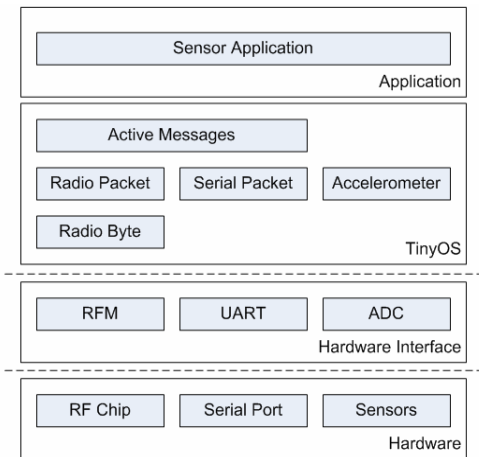 Sensor Application
Application
Active Messages
Radio Packet Serial Packet Accelerometer
Radio Byte
TinyOS
RFM UART ADC
Hardware Interface
RF Chip Serial Port Sensors
Hardware